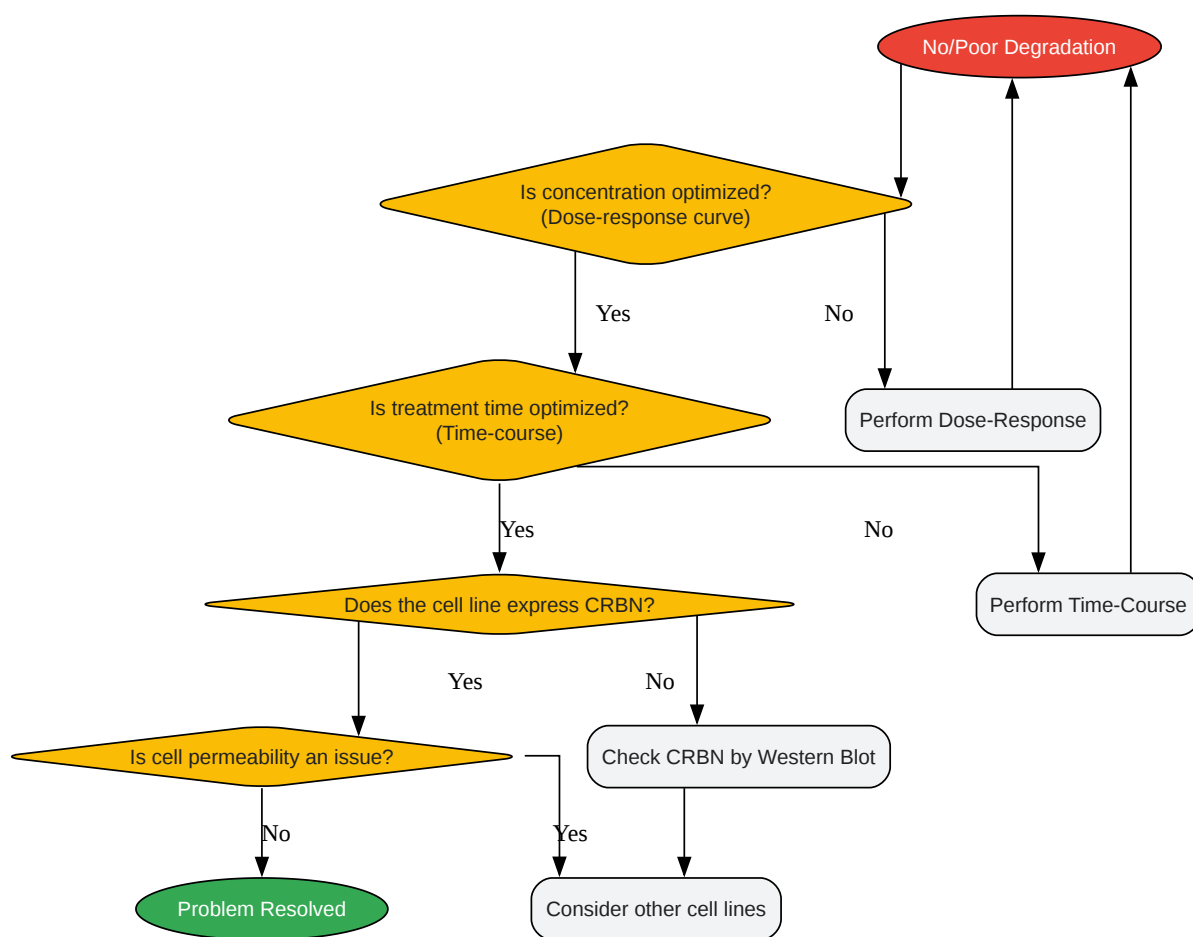 No/Poor Degradation
Is concentration optimized?
(Dose-response curve)
Yes
No
Is treatment time optimized?
(Time-course)
Perform Dose-Response
Yes
No
Does the cell line express CRBN?
Perform Time-Course
Yes
No
Is cell permeability an issue?
Check CRBN by Western Blot
No
Yes
Problem Resolved
Consider other cell lines